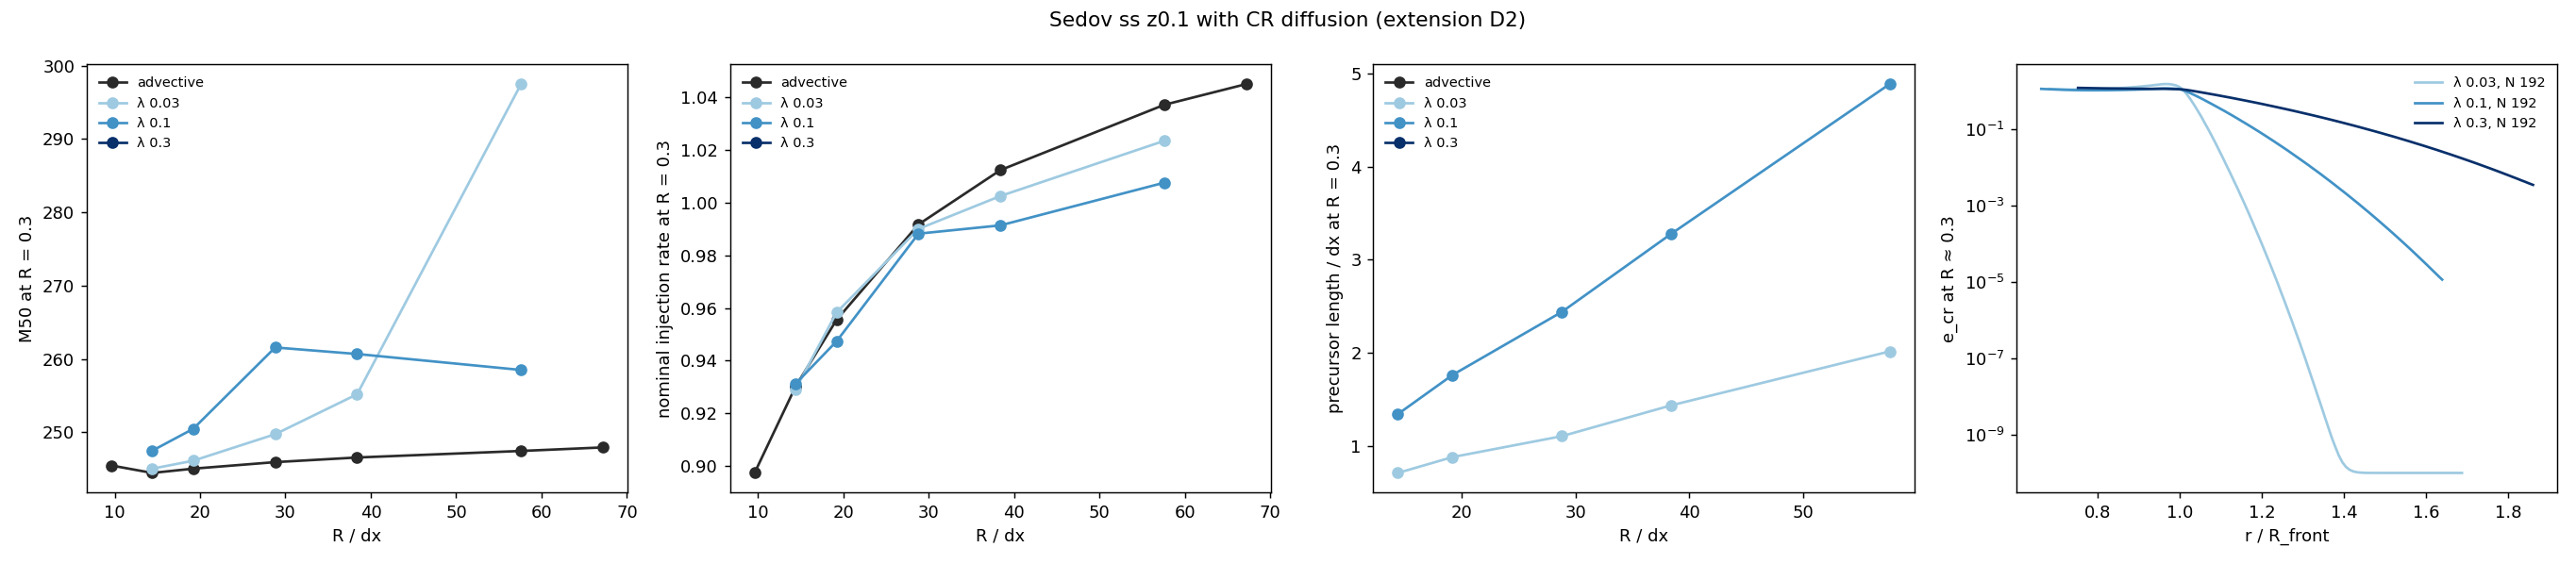 Sedov ss z0.1 with CR diffusion (extension D2)
M50 at R = 0.3
300
290
280
270
260
250
advective
λ 0.03
λ 0.1
λ 0.3
10 20 30 40 50 60 70
R / dx
nominal injection rate at R = 0.3
1.04
1.02
1.00
0.98
0.96
0.94
0.92
0.90
advective
λ 0.03
λ 0.1
λ 0.3
10 20 30 40 50 60 70
R / dx
precursor length / dx at R = 0.3
5
4
3
2
1
advective
λ 0.03
λ 0.1
λ 0.3
20 30 40 50
R / dx
e_cr at R ≈ 0.3
10⁻¹
10⁻³
10⁻⁵
10⁻⁷
10⁻⁹
λ 0.03, N 192
λ 0.1, N 192
λ 0.3, N 192
0.8 1.0 1.2 1.4 1.6 1.8
r / R_front